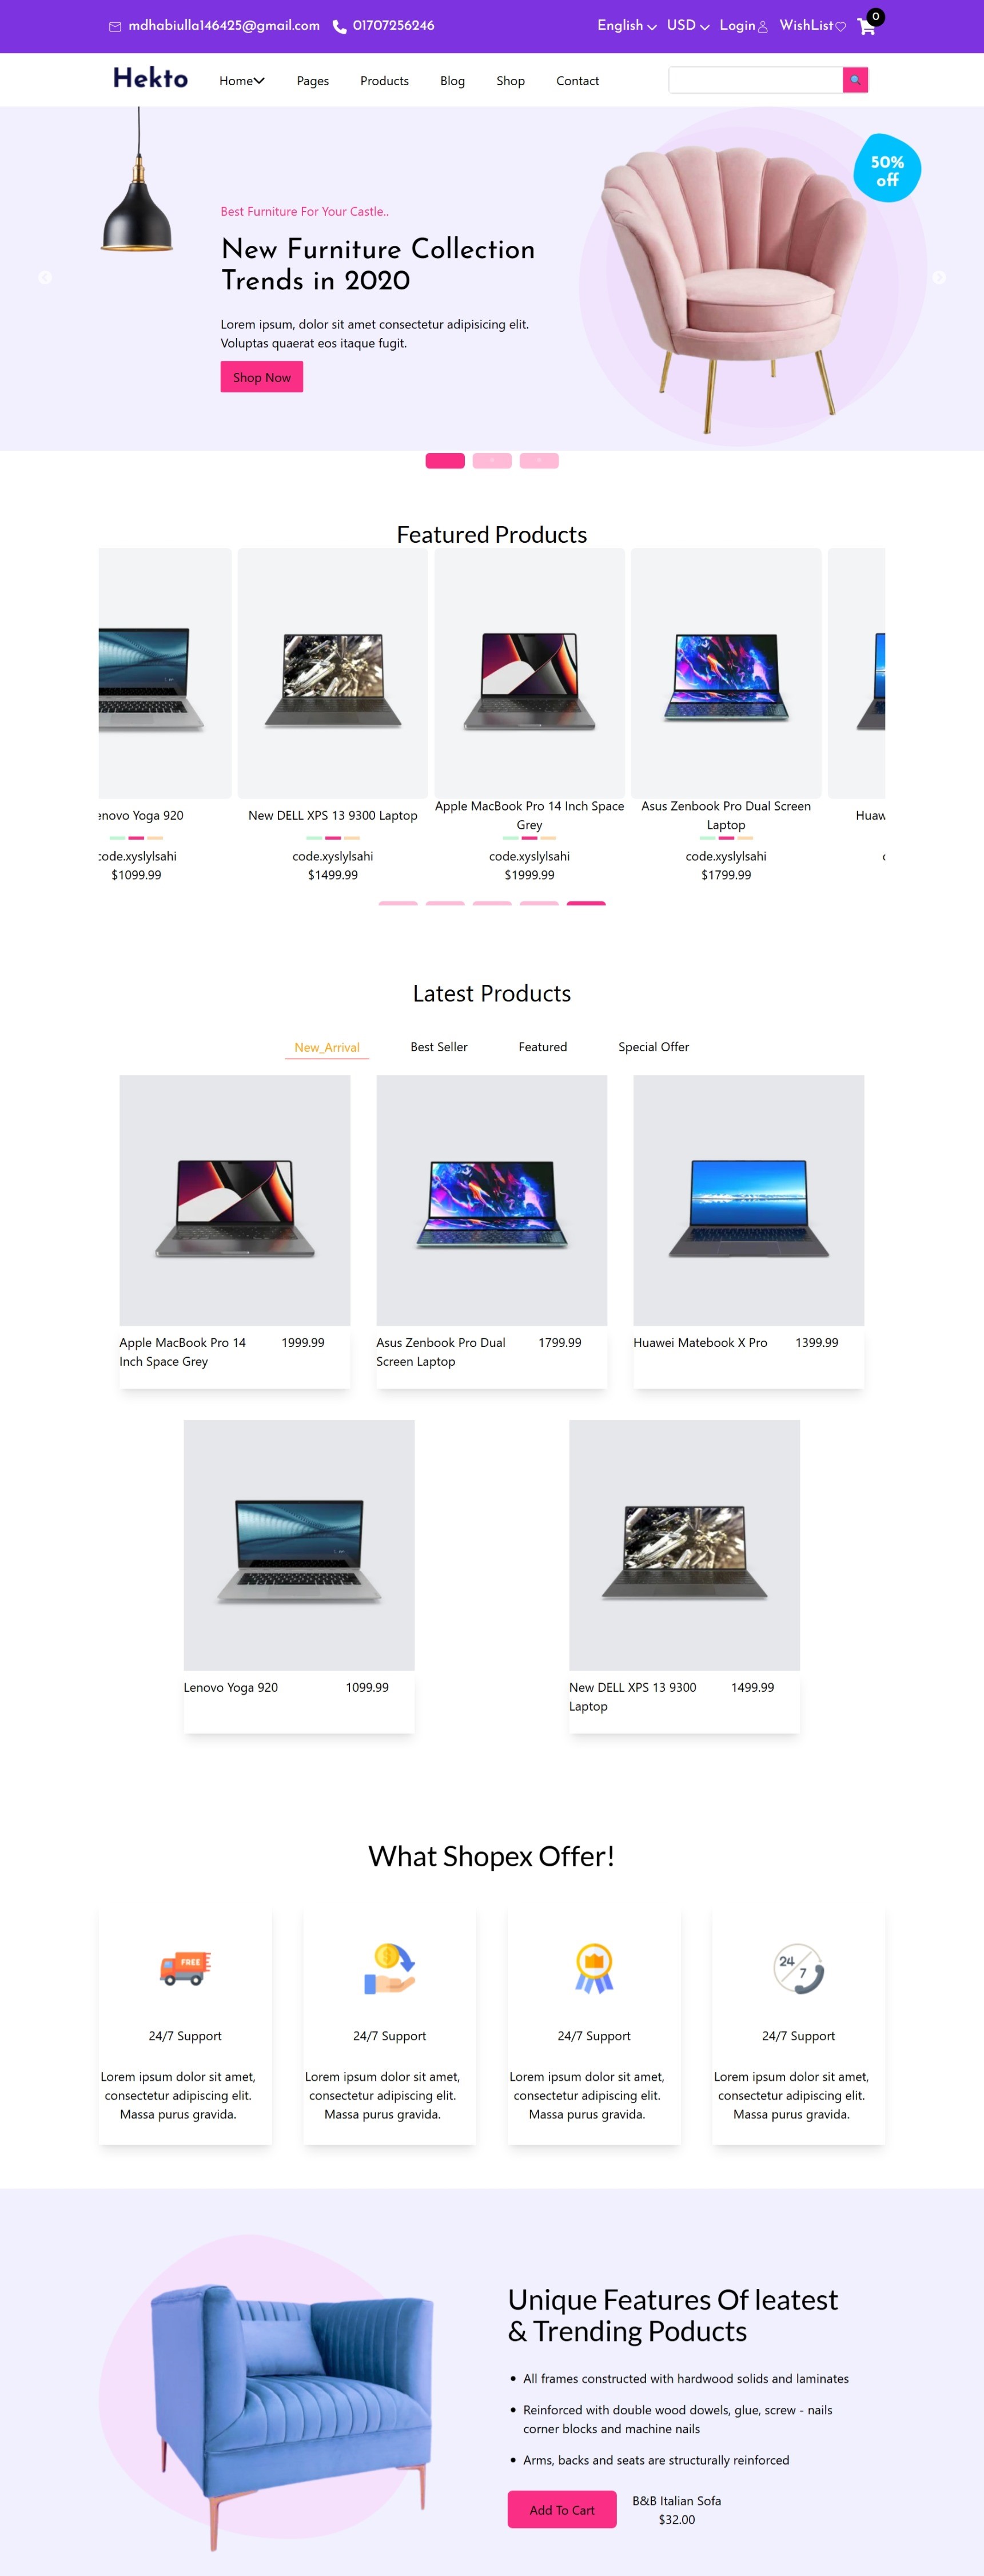 mdhabiulla146425@gmail.com 01707256246 English USD Login WishList 0
Hekto Home Pages Products Blog Shop Contact
50%
off
Best Furniture For Your Castle..
New Furniture Collection
Trends in 2020
Lorem ipsum, dolor sit amet consectetur adipisicing elit.
Voluptas quaerat eos itaque fugit.
Shop Now
Featured Products
enovo Yoga 920
code.xyslylsahi
$1099.99
New DELL XPS 13 9300 Laptop
code.xyslylsahi
$1499.99
Apple MacBook Pro 14 Inch Space
Grey
code.xyslylsahi
$1999.99
Asus Zenbook Pro Dual Screen
Laptop
code.xyslylsahi
$1799.99
Huaw
Latest Products
New_Arrival Best Seller Featured Special Offer
Apple MacBook Pro 14 1999.99
Inch Space Grey
Asus Zenbook Pro Dual 1799.99
Screen Laptop
Huawei Matebook X Pro 1399.99
Lenovo Yoga 920 1099.99
New DELL XPS 13 9300 1499.99
Laptop
What Shopex Offer!
FREE
24/7 Support
Lorem ipsum dolor sit amet,
consectetur adipiscing elit.
Massa purus gravida.
24/7 Support
Lorem ipsum dolor sit amet,
consectetur adipiscing elit.
Massa purus gravida.
24/7 Support
Lorem ipsum dolor sit amet,
consectetur adipiscing elit.
Massa purus gravida.
24
7
24/7 Support
Lorem ipsum dolor sit amet,
consectetur adipiscing elit.
Massa purus gravida.
Unique Features Of leatest
& Trending Poducts
All frames constructed with hardwood solids and laminates
Reinforced with double wood dowels, glue, screw - nails
corner blocks and machine nails
Arms, backs and seats are structurally reinforced
Add To Cart
B&B Italian Sofa
$32.00